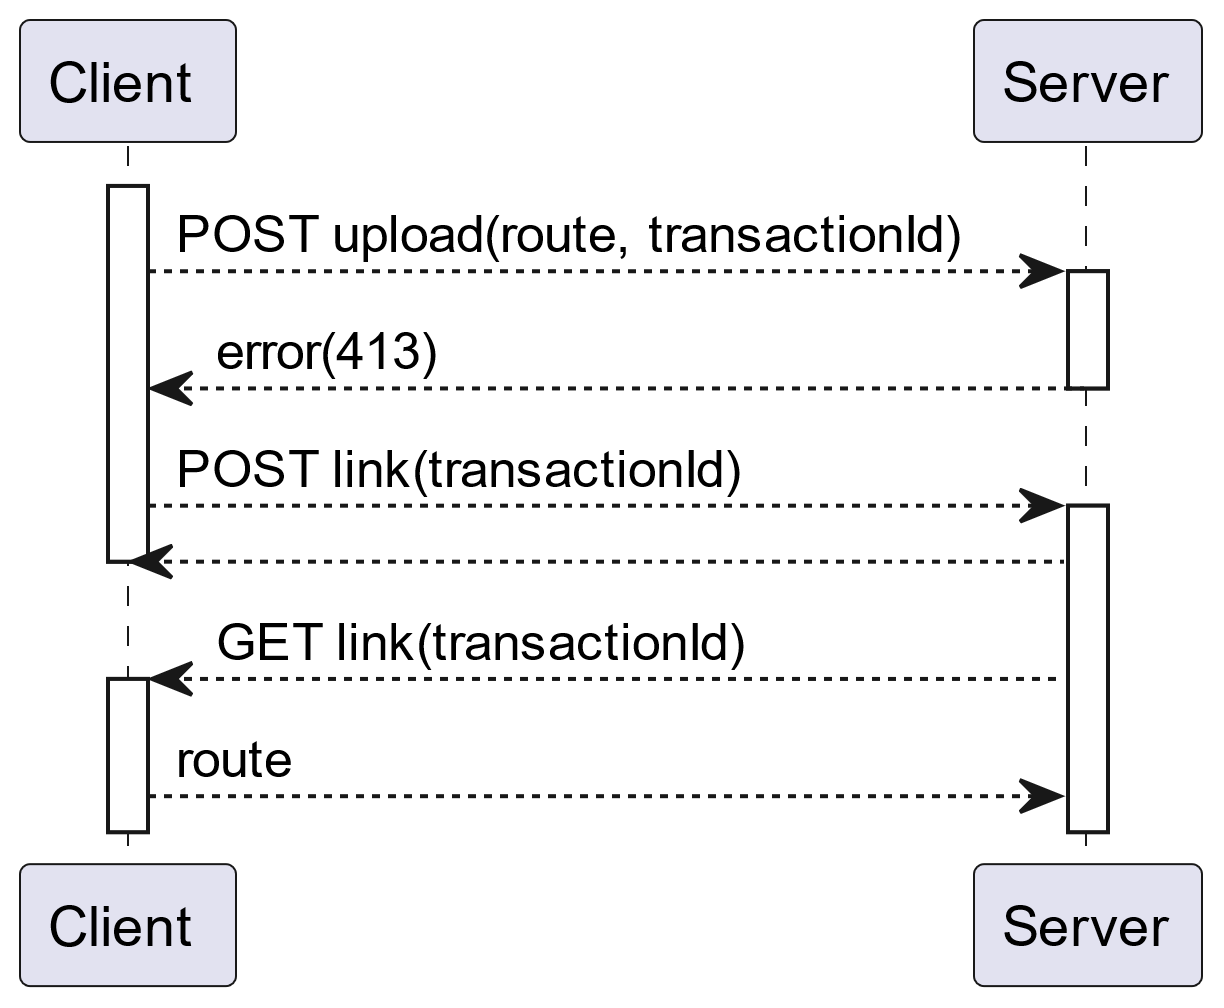 Client
Server
POST upload(route, transactionId)
error(413)
POST link(transactionId)
GET link(transactionId)
route
Client
Server